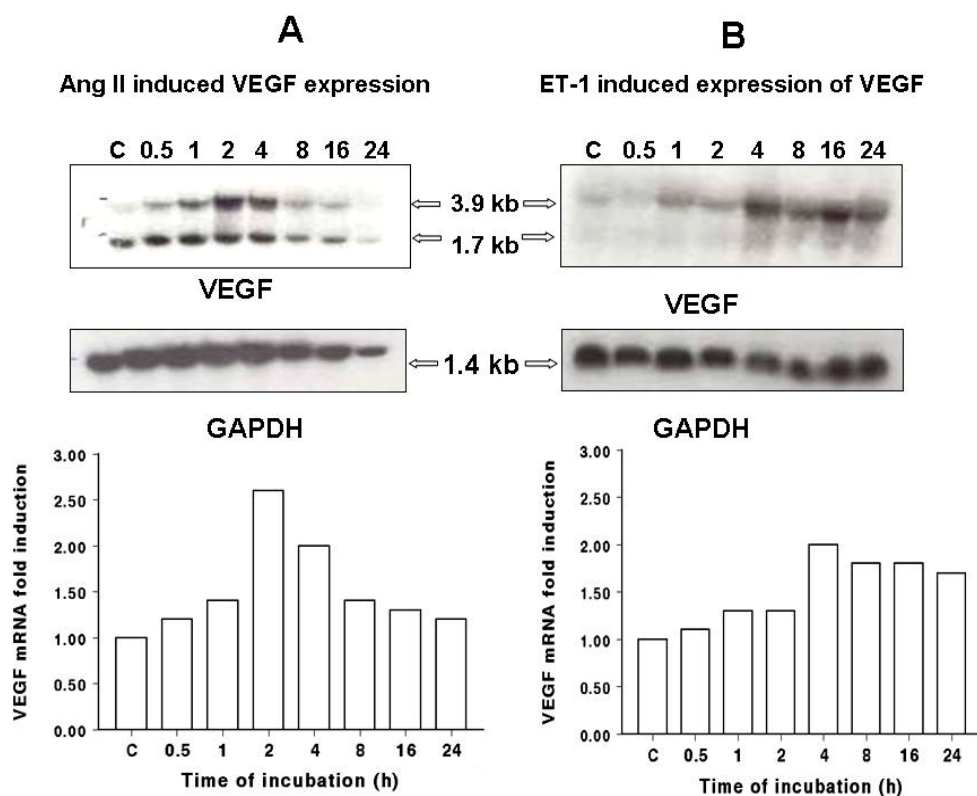 A
B
Ang II induced VEGF expression
ET-1 induced expression of VEGF
C 0.5 1 2 4 8 16 24
C 0.5 1 2 4 8 16 24
3.9 kb
1.7 kb
VEGF
VEGF
1.4 kb
GAPDH
GAPDH
VEGF mRNA fold induction
3.00
2.50
2.00
1.50
1.00
0.50
0.00
C 0.5 1 2 4 8 16 24
Time of incubation (h)
VEGF mRNA fold induction
3.00
2.50
2.00
1.50
1.00
0.50
0.00
C 0.5 1 2 4 8 16 24
Time of incubation (h)